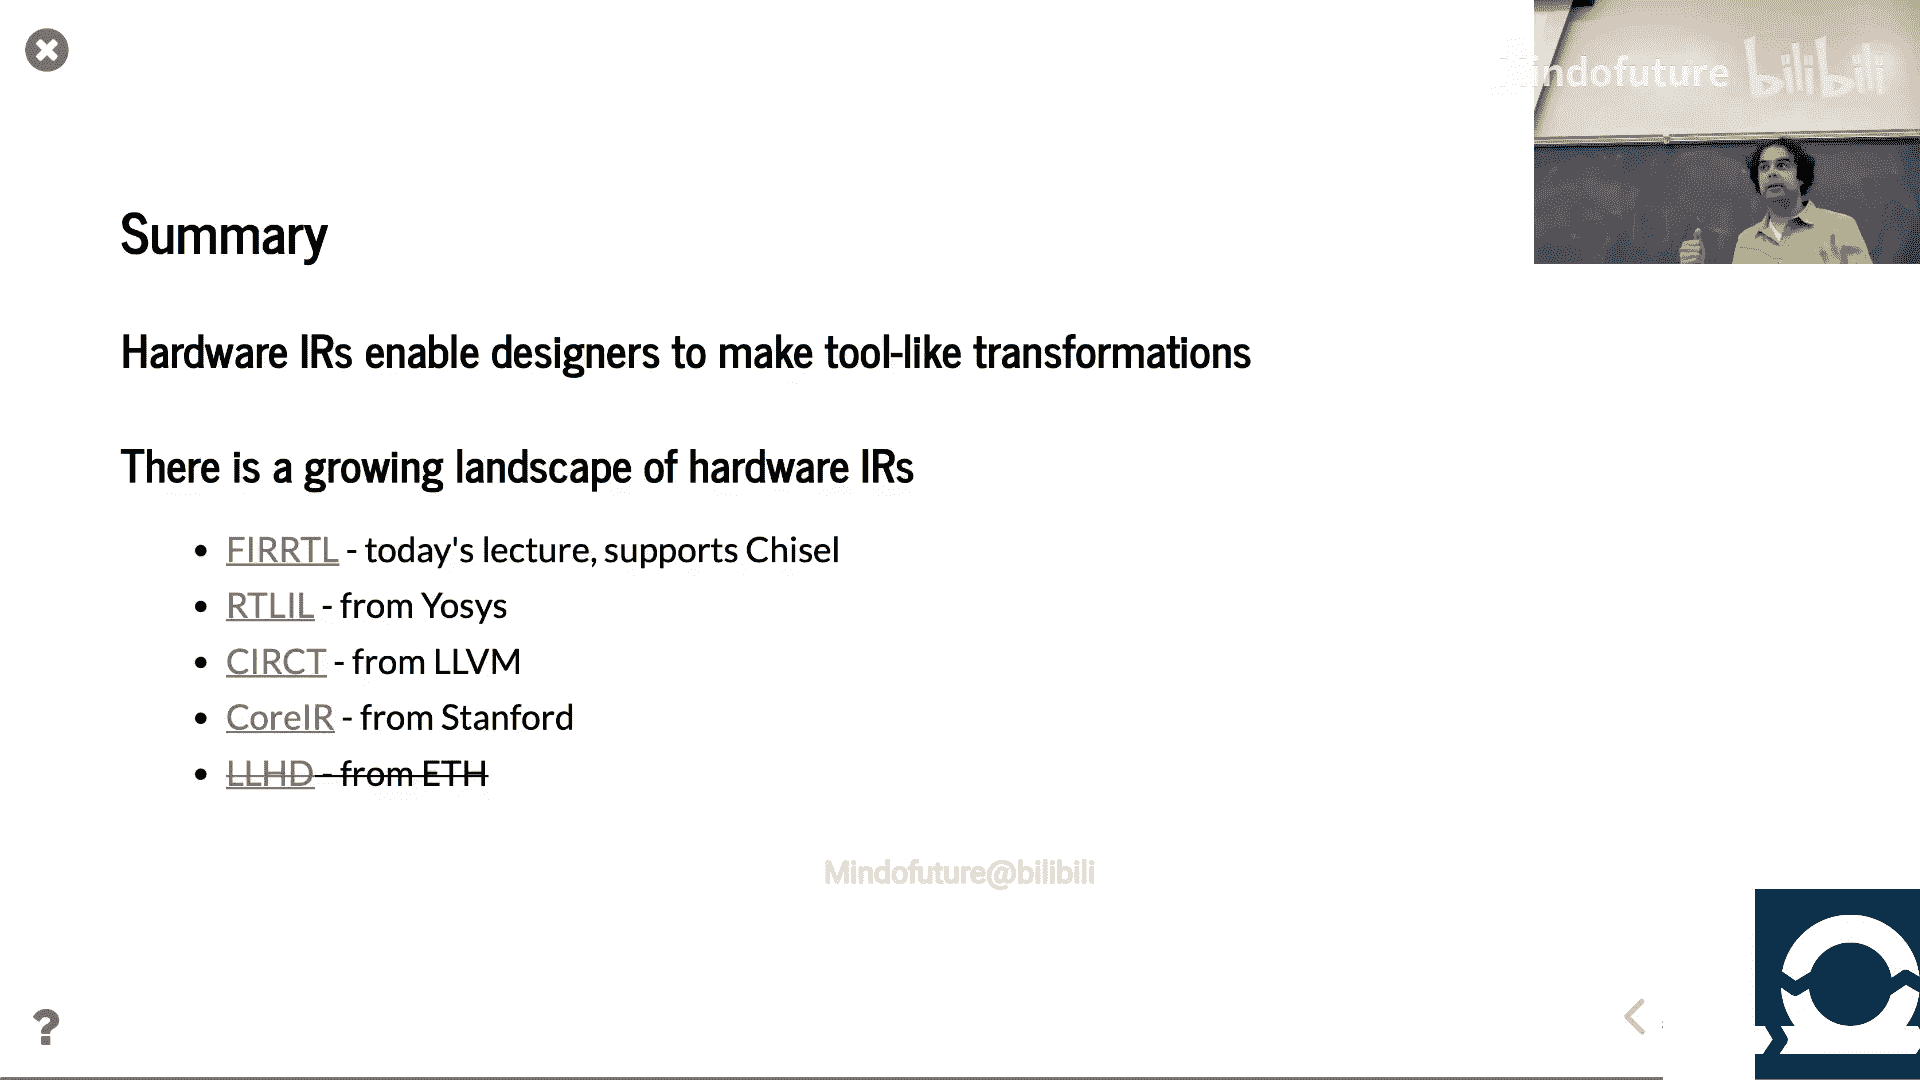 indofuture bilibili
Summary
Hardware IRs enable designers to make tool-like transformations
There is a growing landscape of hardware IRs
• FIRRTL - today's lecture, supports Chisel
• RTLIL - from Yosys
• CIRCT - from LLVM
• CoreIR - from Stanford
• LLHD - from ETH
Mindofuture@bilibili
?